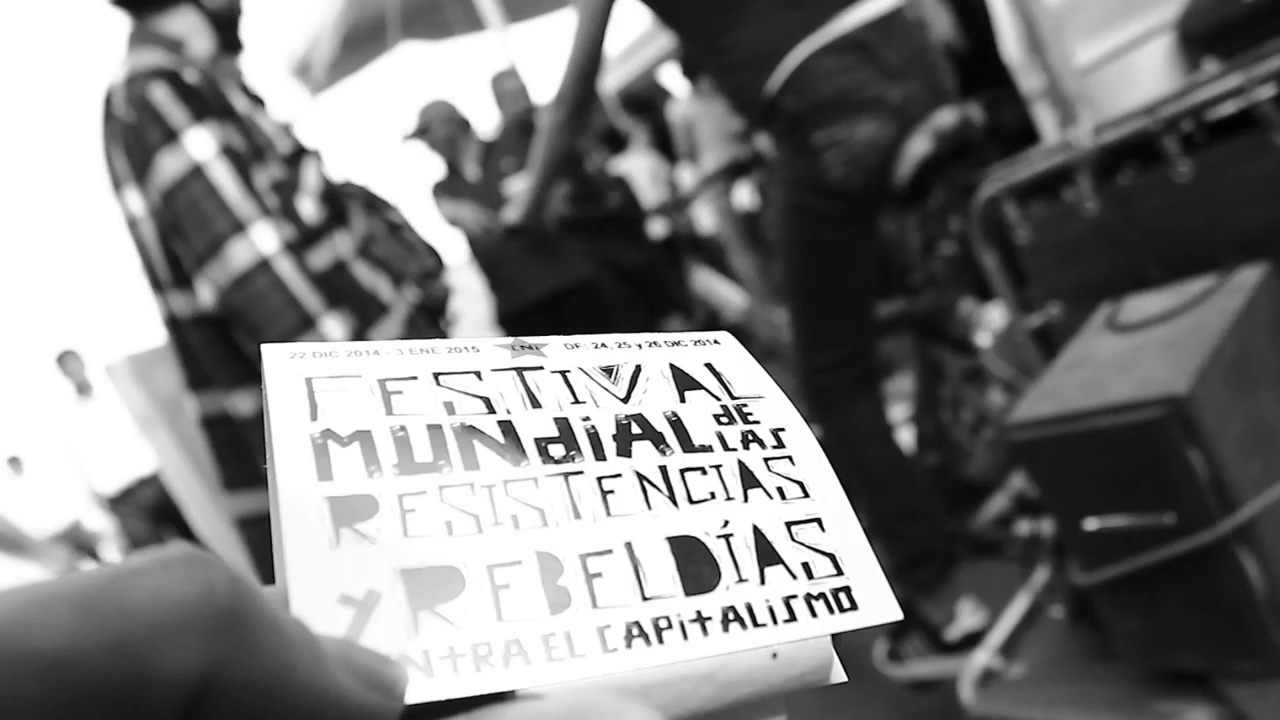 22 DIC 2014 - 3 ENE 2015 DF: 24, 25 y 26 DIC 2014
FESTIVAL
MUNdiAL dE LAS
RESISTENCIAS
y REBELDÍAS
NtRA EL CAPitALiSMO